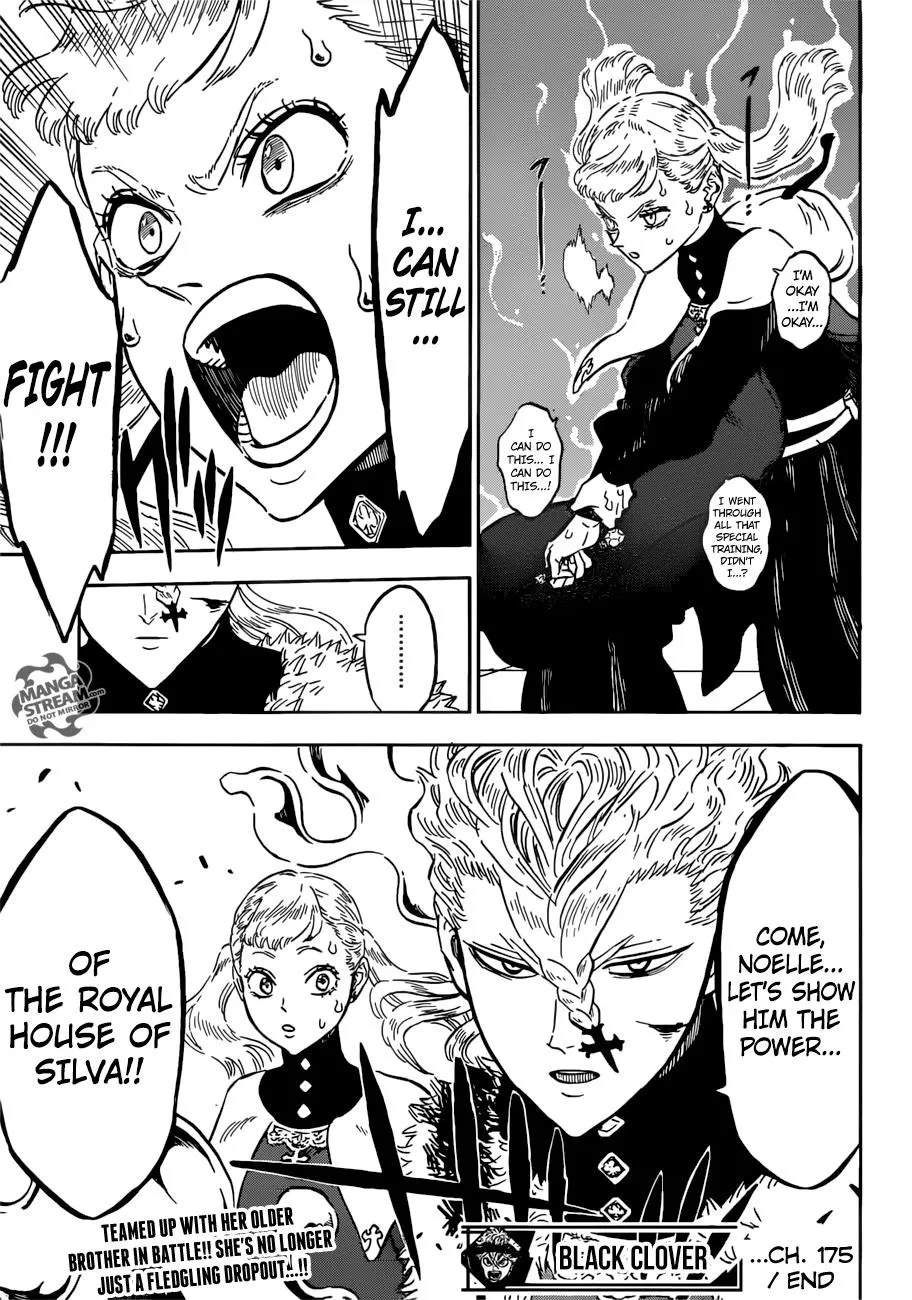 I'M
OKAY
...I'M
OKAY...
I
CAN DO
THIS... I
CAN DO
THIS...!
I WENT
THROUGH
ALL THAT
SPECIAL
TRAINING,
DIDN'T
I...?
I...
CAN
STILL
...
FIGHT
!!!
.........
MANGA
STREAM.com
DO NOT MIRROR
COME,
NOELLE...
LET'S SHOW
HIM THE
POWER...
OF
THE ROYAL
HOUSE OF
SILVA!!
TEAMED UP WITH HER OLDER
BROTHER IN BATTLE!! SHE'S NO LONGER
JUST A FLEDGLING DROPOUT...!!
BLACK CLOVER
...CH. 175
/ END